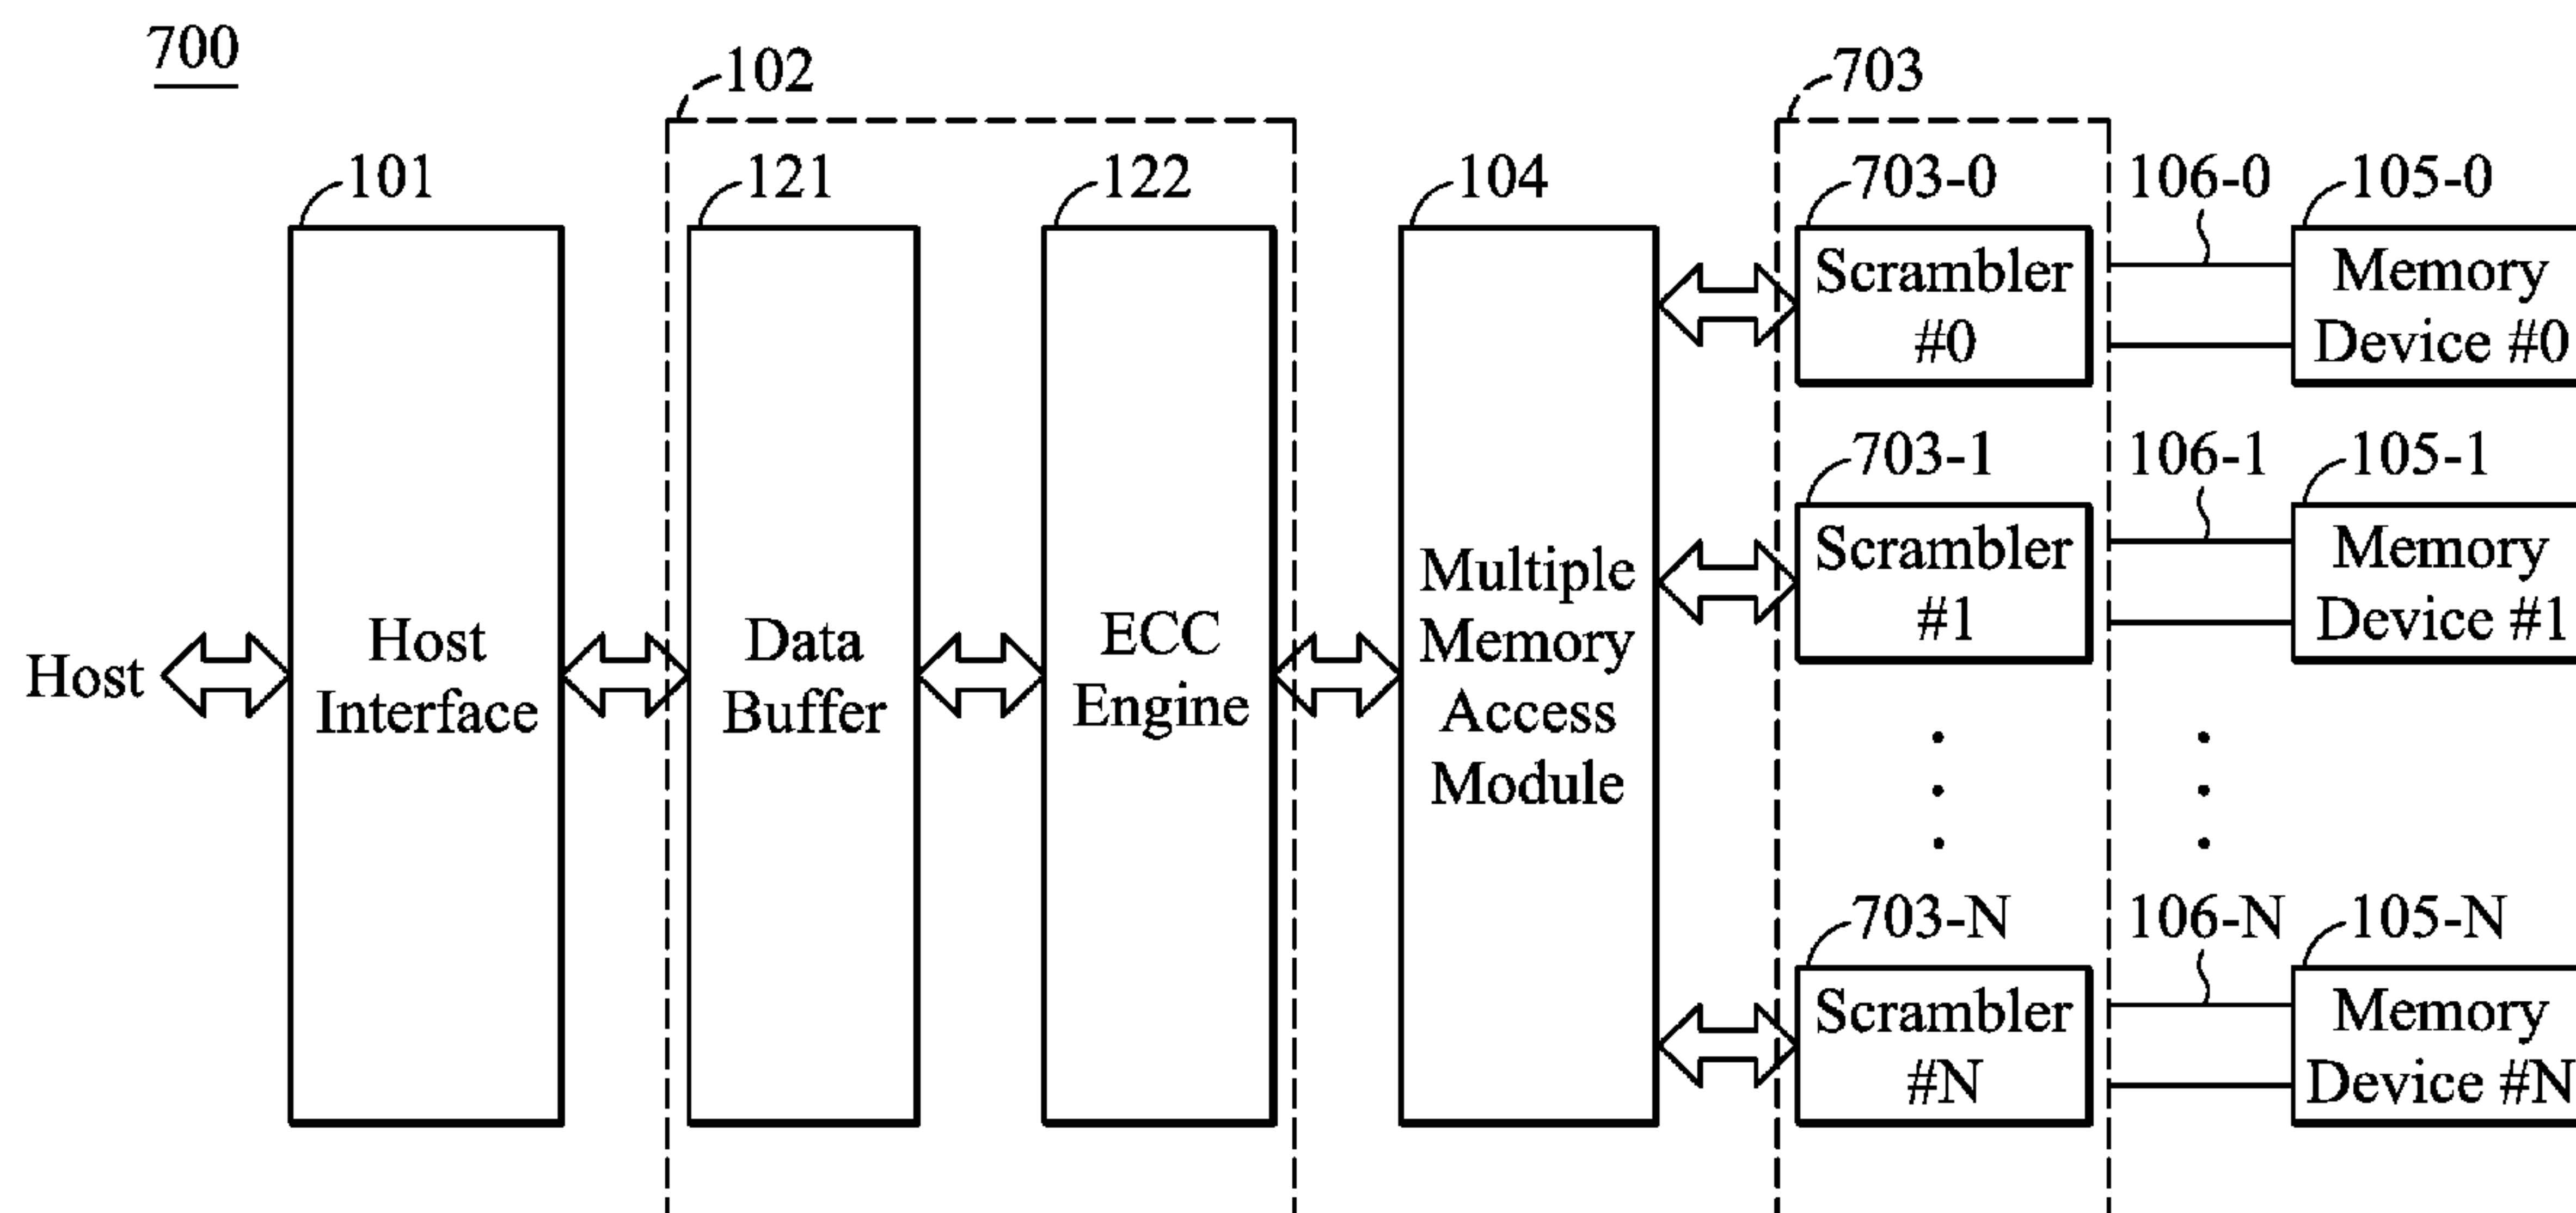 700
102
703
101
121
122
104
703-0
106-0
105-0
Scrambler
#0
Memory
Device #0
703-1
106-1
105-1
Scrambler
#1
Memory
Device #1
Host
Host
Interface
Data
Buffer
ECC
Engine
Multiple
Memory
Access
Module
703-N
106-N
105-N
Scrambler
#N
Memory
Device #N